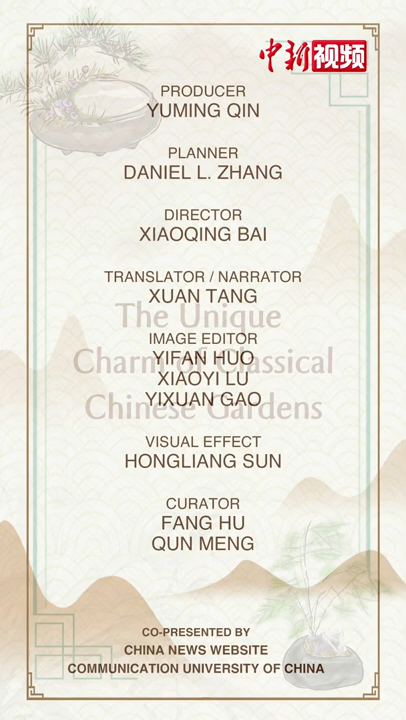 中新视频
PRODUCER
YUMING QIN
PLANNER
DANIEL L. ZHANG
DIRECTOR
XIAOQING BAI
TRANSLATOR / NARRATOR
XUAN TANG
The Unique
IMAGE EDITOR
YIFAN HUO
Charm of Classical
XIAOYI LU
YIXUAN GAO
Chinese Gardens
VISUAL EFFECT
HONGLIANG SUN
CURATOR
FANG HU
QUN MENG
CO-PRESENTED BY
CHINA NEWS WEBSITE
COMMUNICATION UNIVERSITY OF CHINA